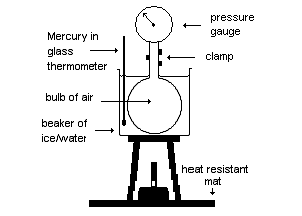 pressure
gauge
Mercury in
glass
thermometer
clamp
bulb of air
beaker of
ice/water
heat resistant
mat